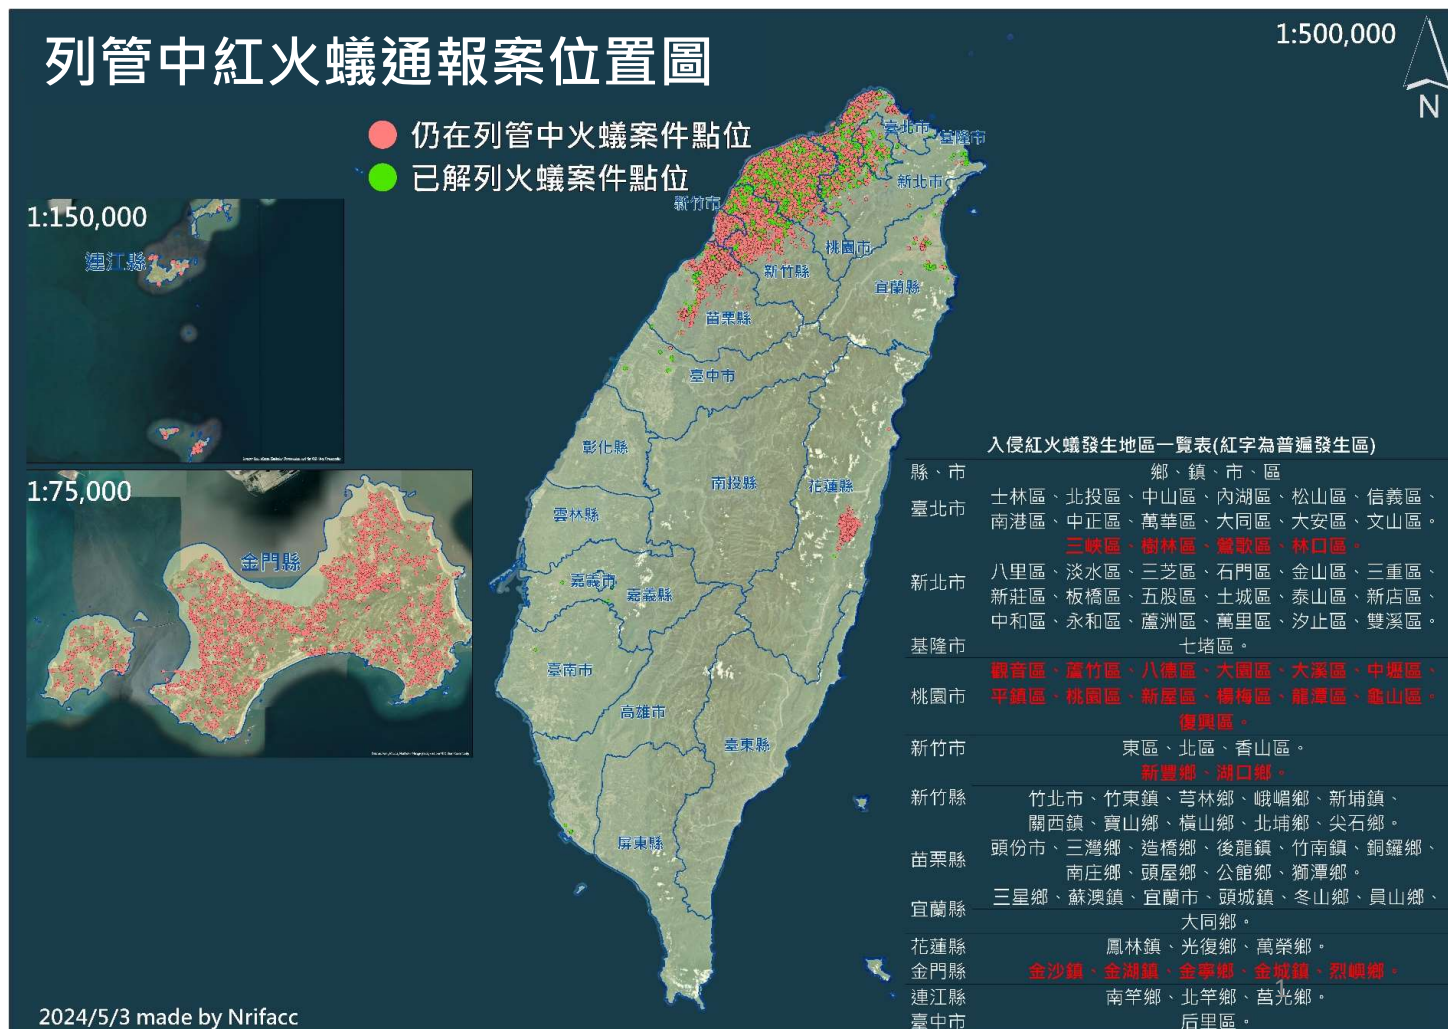 列管中紅火蟻通報案位置圖
1:500,000
N
仍在列管中火蟻案件點位
已解列火蟻案件點位
1:150,000
連江縣
1:75,000
金門縣
臺北市
基隆市
新北市
新竹市
桃園市
新竹縣
宜蘭縣
苗栗縣
臺中市
彰化縣
南投縣
花蓮縣
雲林縣
嘉義市
嘉義縣
臺南市
高雄市
臺東縣
屏東縣
入侵紅火蟻發生地區一覽表(紅字為普遍發生區)
縣、市 鄉、鎮、市、區
臺北市 士林區、北投區、中山區、內湖區、松山區、信義區、
南港區、中正區、萬華區、大同區、大安區、文山區。
三峽區、樹林區、鶯歌區、林口區。
新北市 八里區、淡水區、三芝區、石門區、金山區、三重區、
新莊區、板橋區、五股區、土城區、泰山區、新店區、
中和區、永和區、蘆洲區、萬里區、汐止區、雙溪區。
基隆市 七堵區。
觀音區、蘆竹區、八德區、大園區、大溪區、中壢區、
桃園市 平鎮區、桃園區、新屋區、楊梅區、龍潭區、龜山區。
復興區。
新竹市 東區、北區、香山區。
新豐鄉、湖口鄉。
新竹縣 竹北市、竹東鎮、芎林鄉、峨嵋鄉、新埔鎮、
關西鎮、寶山鄉、橫山鄉、北埔鄉、尖石鄉。
苗栗縣 頭份市、三灣鄉、造橋鄉、後龍鎮、竹南鎮、銅鑼鄉、
南庄鄉、頭屋鄉、公館鄉、獅潭鄉。
宜蘭縣 三星鄉、蘇澳鎮、宜蘭市、頭城鎮、冬山鄉、員山鄉、
大同鄉。
花蓮縣 鳳林鎮、光復鄉、萬榮鄉。
金門縣 金沙鎮、金湖鎮、金寧鄉、金城鎮、烈嶼鄉。
連江縣 南竿鄉、北竿鄉、莒光鄉。
臺中市 后里區。
1
2024/5/3 made by Nrifacc